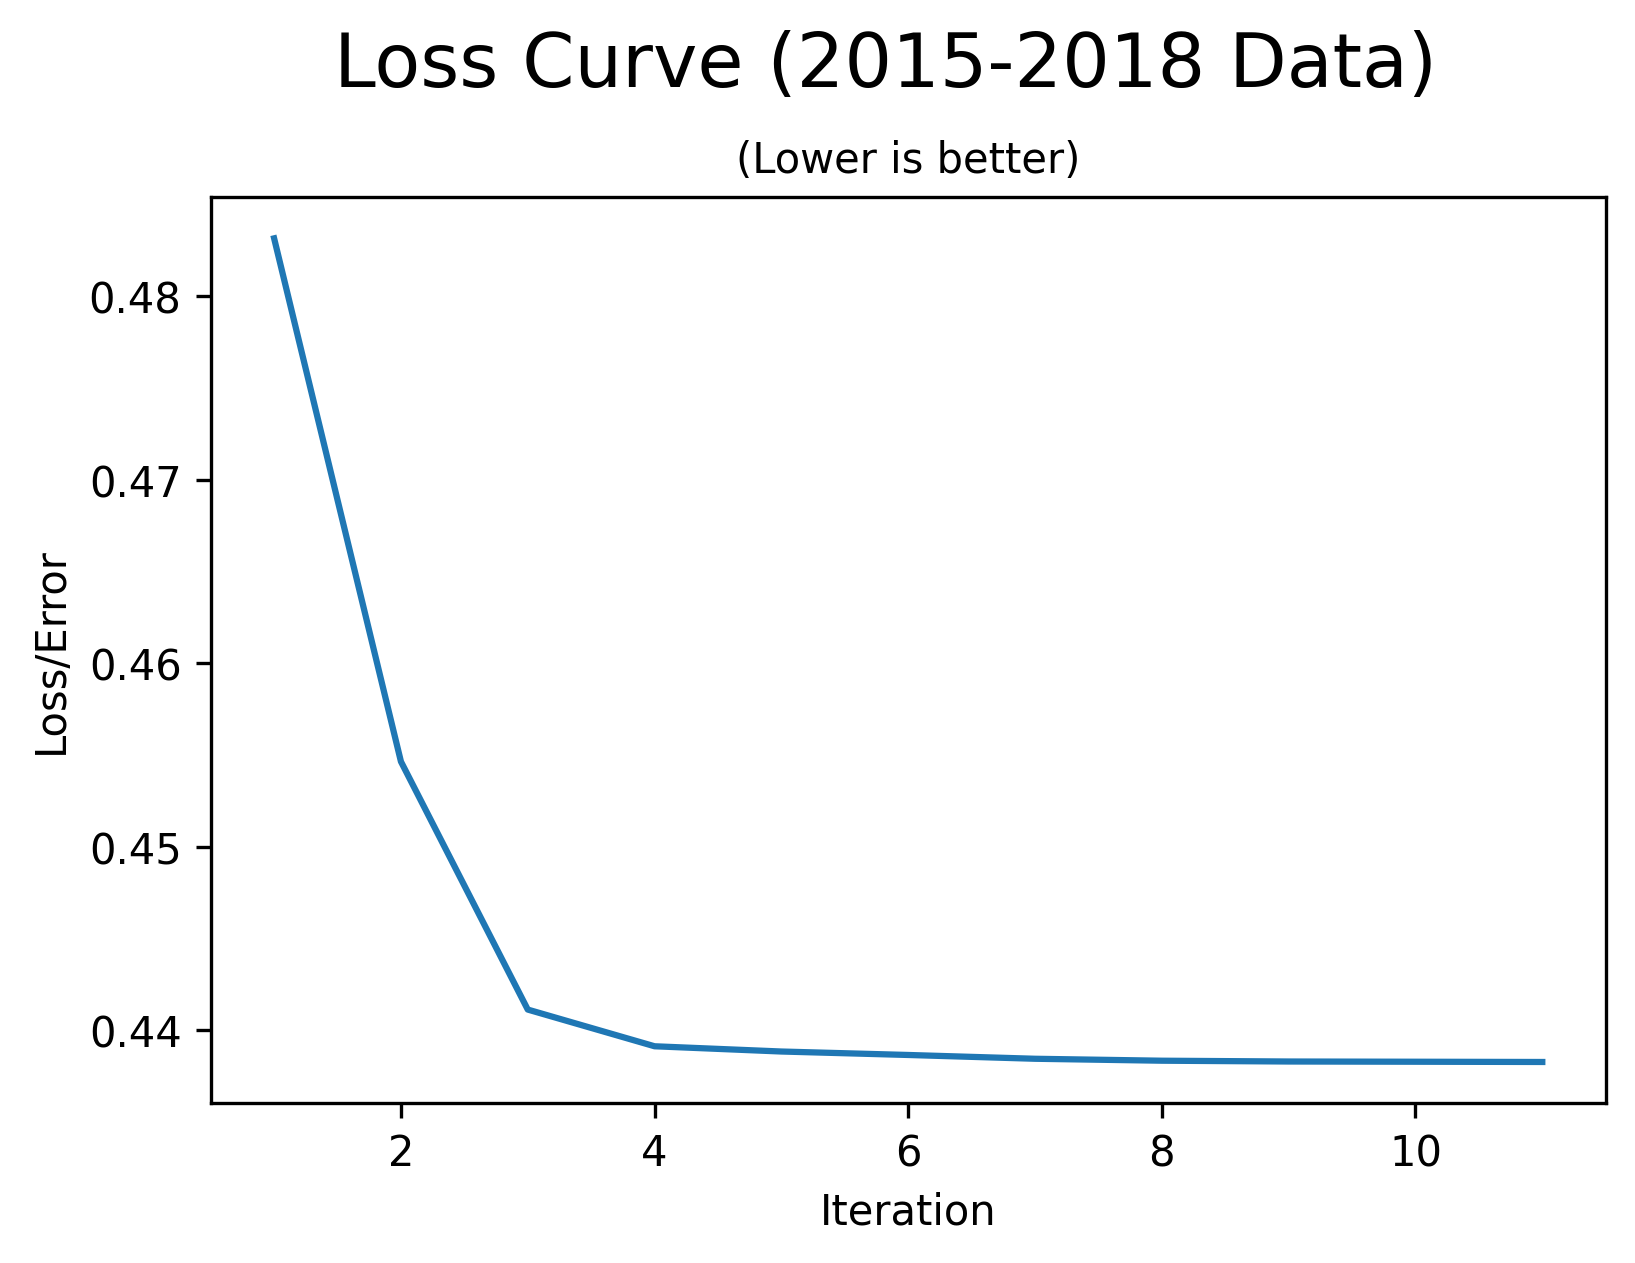 Loss Curve (2015-2018 Data)
(Lower is better)
0.48
0.47
0.46
0.45
0.44
Loss/Error
2 4 6 8 10
Iteration